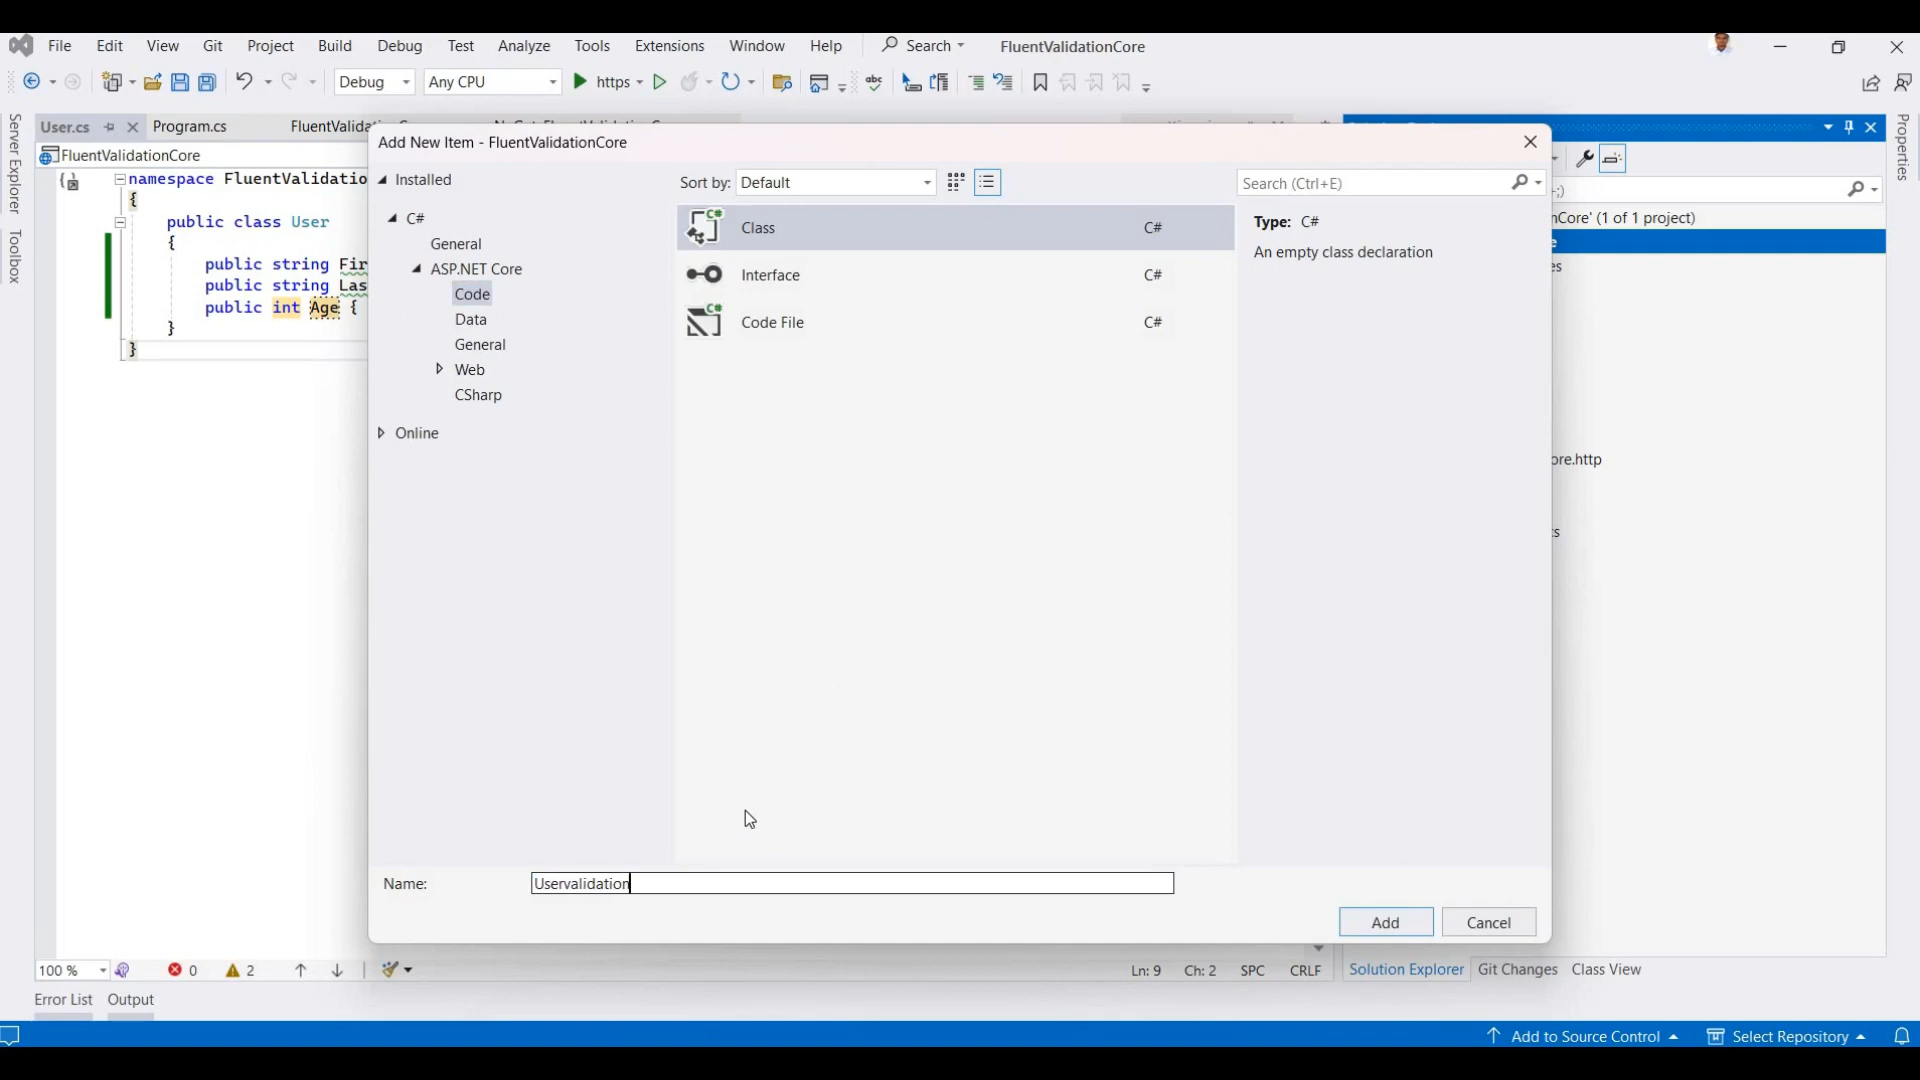 File Edit View Git Project Build Debug Test Analyze Tools Extensions Window Help Search FluentValidationCore
Debug Any CPU https
User.cs Program.cs
FluentValidationCore
namespace FluentValidatio
{
public class User
{
public string Fir
public string Las
public int Age {
}
}
Server Explorer
Toolbox
Add New Item - FluentValidationCore
Installed
C#
General
ASP.NET Core
Code
Data
General
Web
CSharp
Online
Sort by: Default
Class C#
Interface C#
Code File C#
Search (Ctrl+E)
Type: C#
An empty class declaration
Name: Uservalidation
Add Cancel
nCore' (1 of 1 project)
ore.http
Properties
100 % 0 2 Ln: 9 Ch: 2 SPC CRLF
Solution Explorer Git Changes Class View
Error List Output
Add to Source Control Select Repository